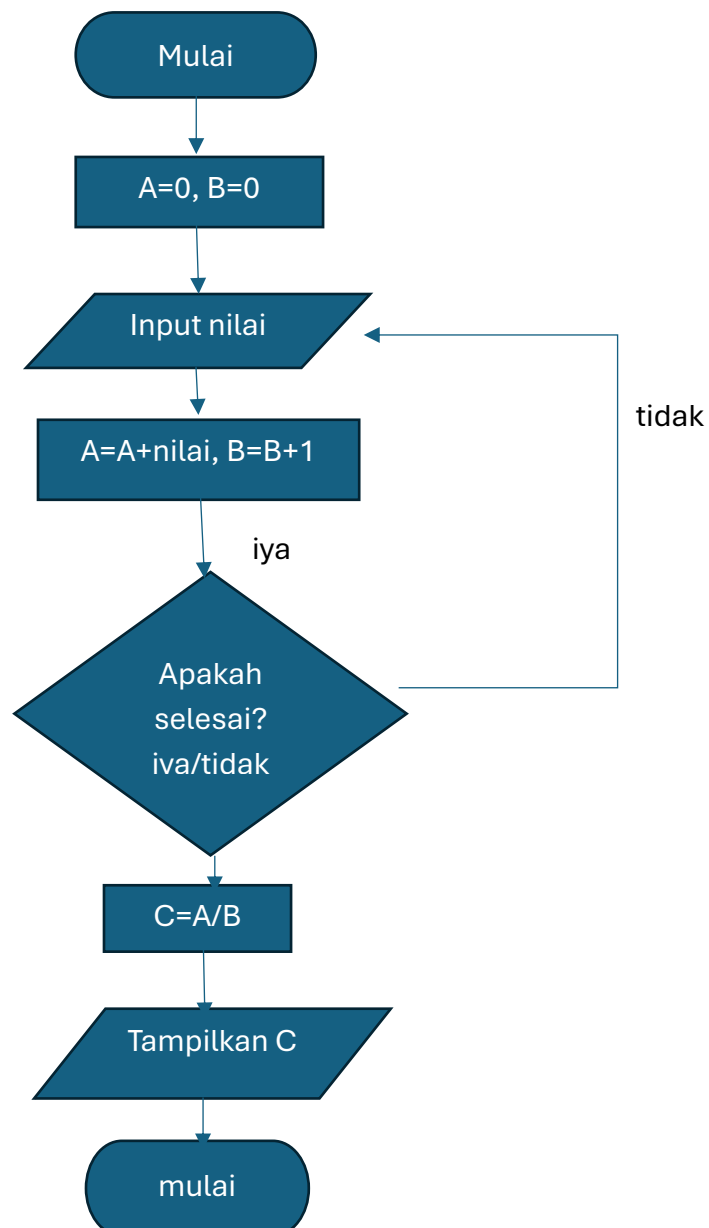 Mulai
A=0, B=0
Input nilai
tidak
A=A+nilai, B=B+1
iya
Apakah
selesai?
iva/tidak
C=A/B
Tampilkan C
mulai